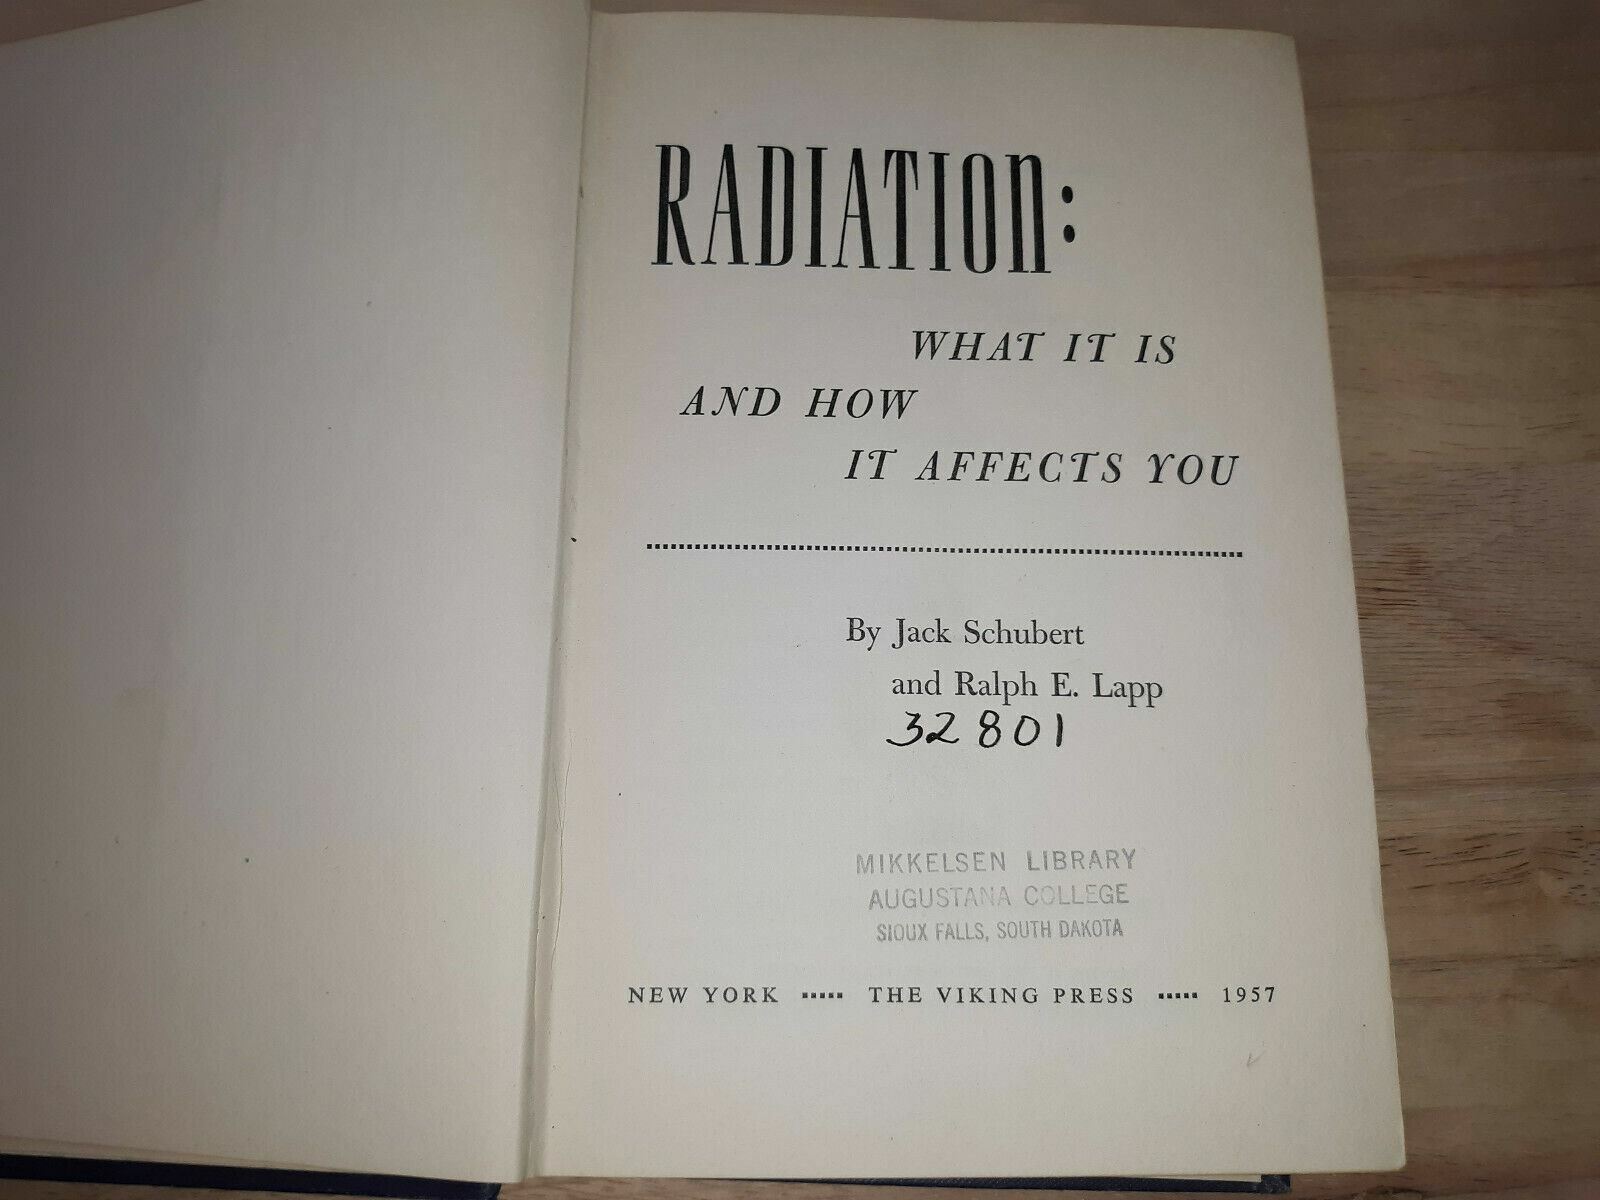 RADIATION:
WHAT IT IS
AND HOW
IT AFFECTS YOU
By Jack Schubert
and Ralph E. Lapp
32801
MIKKELSEN LIBRARY
AUGUSTANA COLLEGE
SIOUX FALLS, SOUTH DAKOTA
NEW YORK ..... THE VIKING PRESS ..... 1957